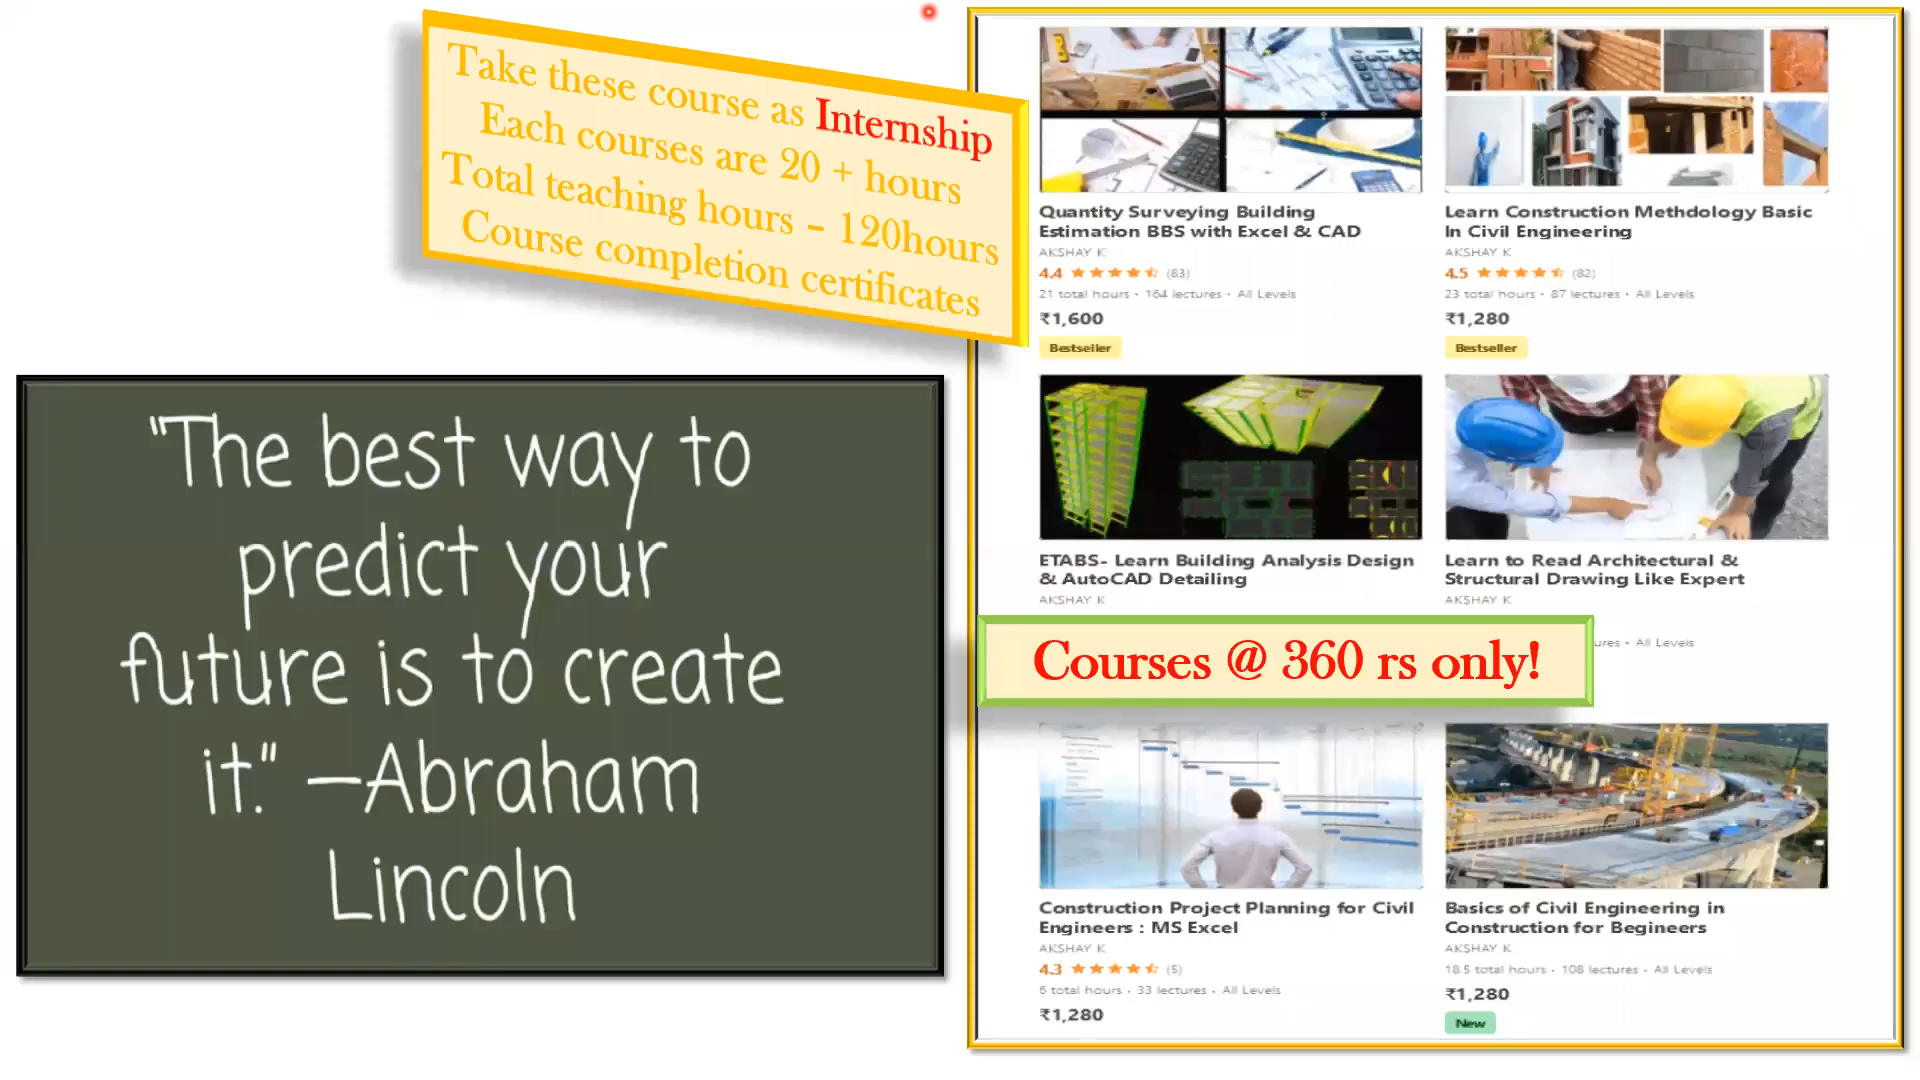 Take these course as Internship
Each courses are 20 + hours
Total teaching hours – 120hours
Course completion certificates
"The best way to
predict your
future is to create
it." –Abraham
Lincoln
Quantity Surveying Building
Estimation BBS with Excel & CAD
AKSHAY K
4.4 (83)
21 total hours • 164 lectures • All Levels
₹1,600
Bestseller
Learn Construction Methdology Basic
In Civil Engineering
AKSHAY K
4.5 (82)
23 total hours • 87 lectures • All Levels
₹1,280
Bestseller
ETABS- Learn Building Analysis Design
& AutoCAD Detailing
AKSHAY K
Learn to Read Architectural &
Structural Drawing Like Expert
AKSHAY K
ures • All Levels
Courses @ 360 rs only!
Construction Project Planning for Civil
Engineers : MS Excel
AKSHAY K
4.3 (5)
6 total hours • 33 lectures • All Levels
₹1,280
Basics of Civil Engineering in
Construction for Begineers
AKSHAY K
18.5 total hours • 108 lectures • All Levels
₹1,280
New